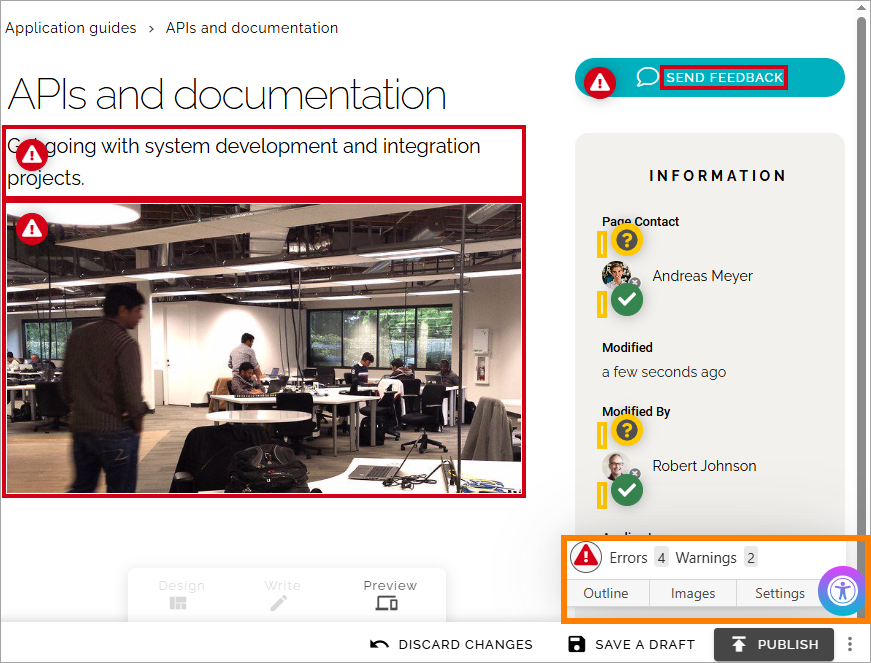 Application guides › APIs and documentation
APIs and documentation
SEND FEEDBACK
going with system development and integration
projects.
INFORMATION
Page Contact
Andreas Meyer
Modified
a few seconds ago
Modified By
Robert Johnson
Errors 4 Warnings 2
Outline Images Settings
Design Write Preview
DISCARD CHANGES SAVE A DRAFT PUBLISH